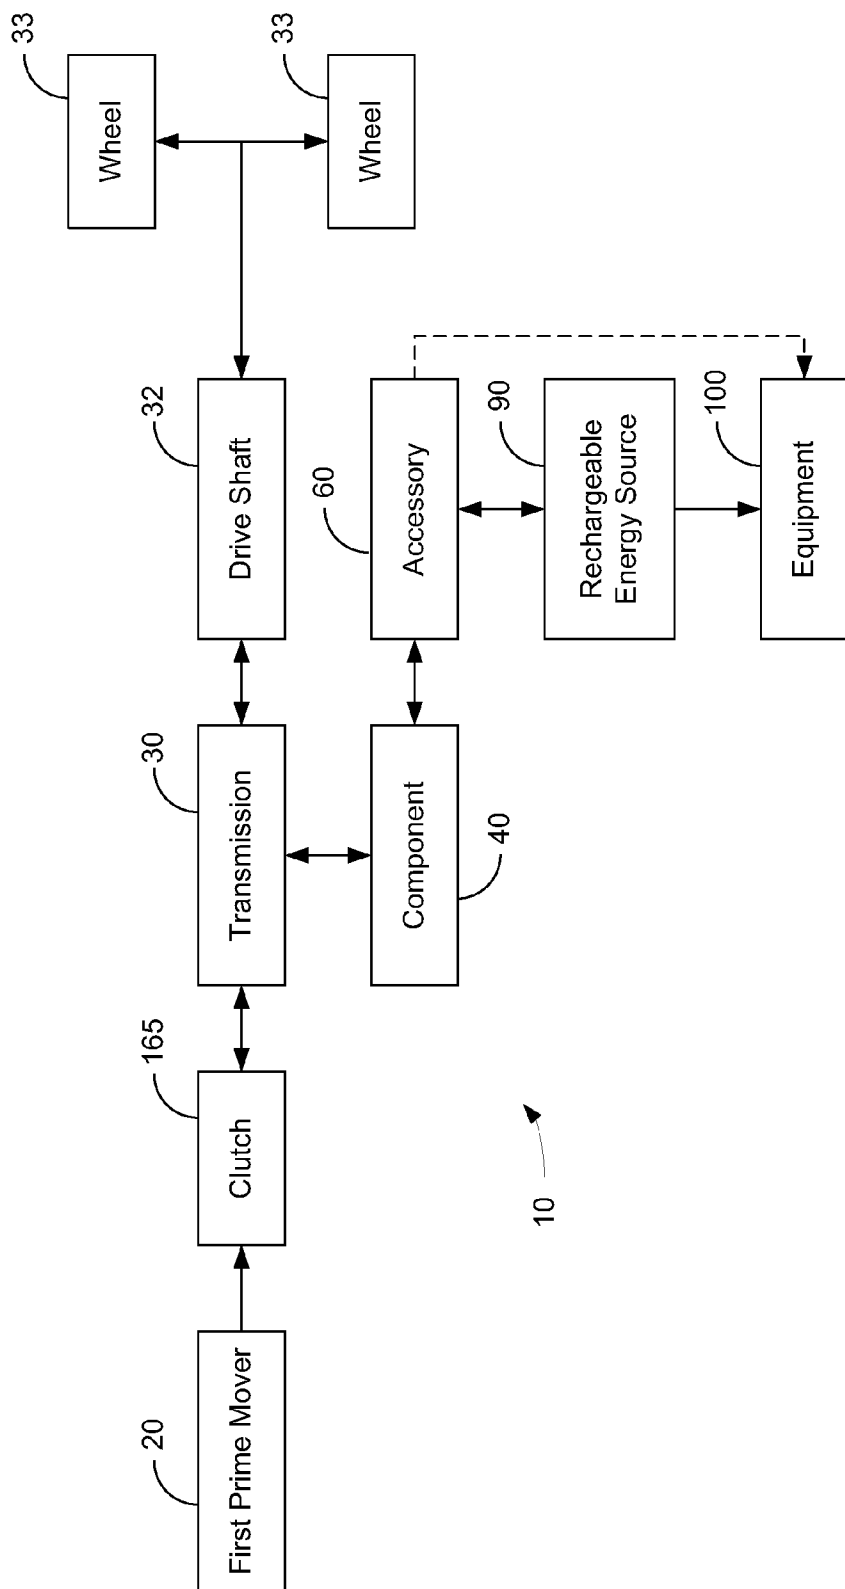 33
Wheel
33
Wheel
32
Drive Shaft
60
Accessory
90
Rechargeable
Energy Source
100
Equipment
30
Transmission
Component
40
165
Clutch
10
20
First Prime Mover